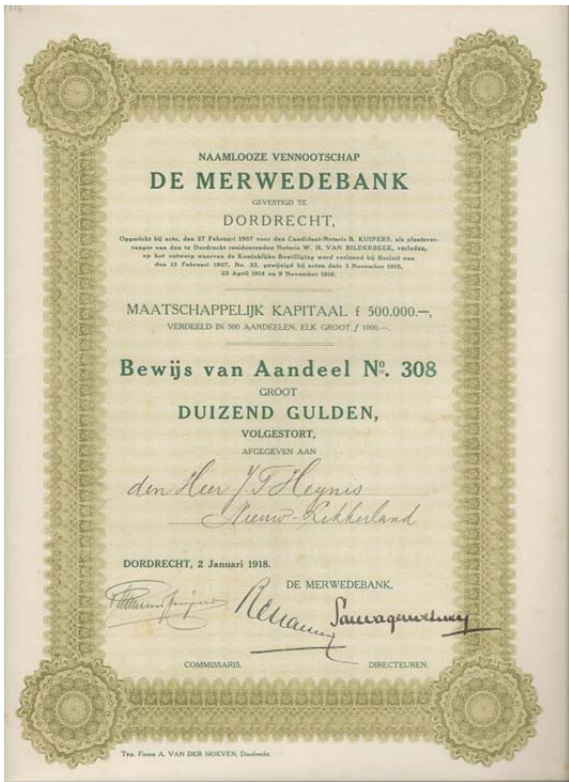 NAAMLOOZE VENNOOTSCHAP
DE MERWEDEBANK
GEVESTIGD TE
DORDRECHT,
Opgericht bij acte, den 27 Februari 1907 voor den Candidaat-Notaris B. KUIPERS, als plaatsver-
vanger van den te Dordrecht resideerenden Notaris W. H. VAN BILDERBEEK, verleden,
op het ontwerp waarvan de Koninklijke Bewilliging werd verleend bij Besluit van
den 15 Februari 1907, No. 33, gewijzigd bij acten date 3 November 1910,
23 April 1914 en 9 November 1916.
MAATSCHAPPELIJK KAPITAAL f 500.000.—,
VERDEELD IN 500 AANDEELEN, ELK GROOT f 1000.—.
Bewijs van Aandeel No. 308
GROOT
DUIZEND GULDEN,
VOLGESTORT,
AFGEGEVEN AAN
den Heer J. T. Heynis
Nieuw-Lekkerland
DORDRECHT, 2 Januari 1918.
DE MERWEDEBANK,
COMMISSARIS. DIRECTEUREN.
Typ. Firma A. VAN DER HOEVEN, Dordrecht.